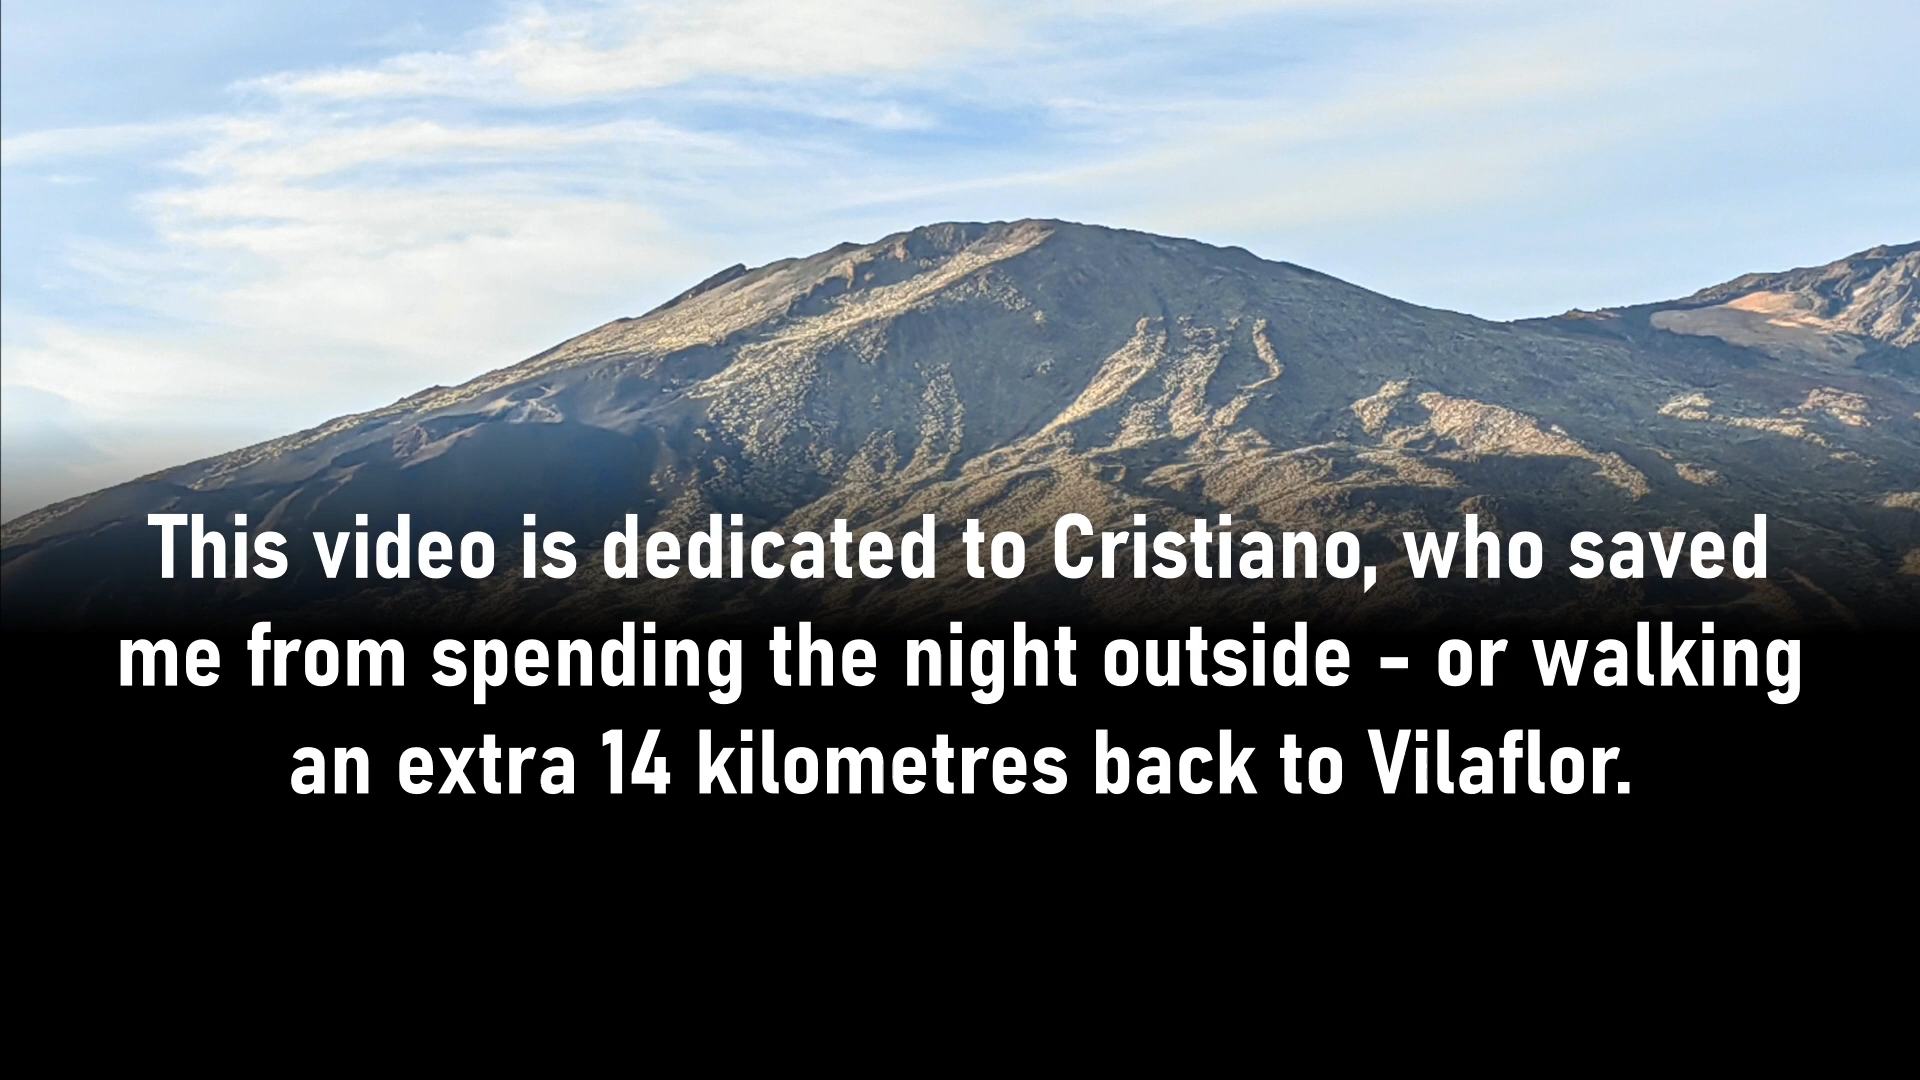 This video is dedicated to Cristiano, who saved
me from spending the night outside - or walking
an extra 14 kilometres back to Vilaflor.